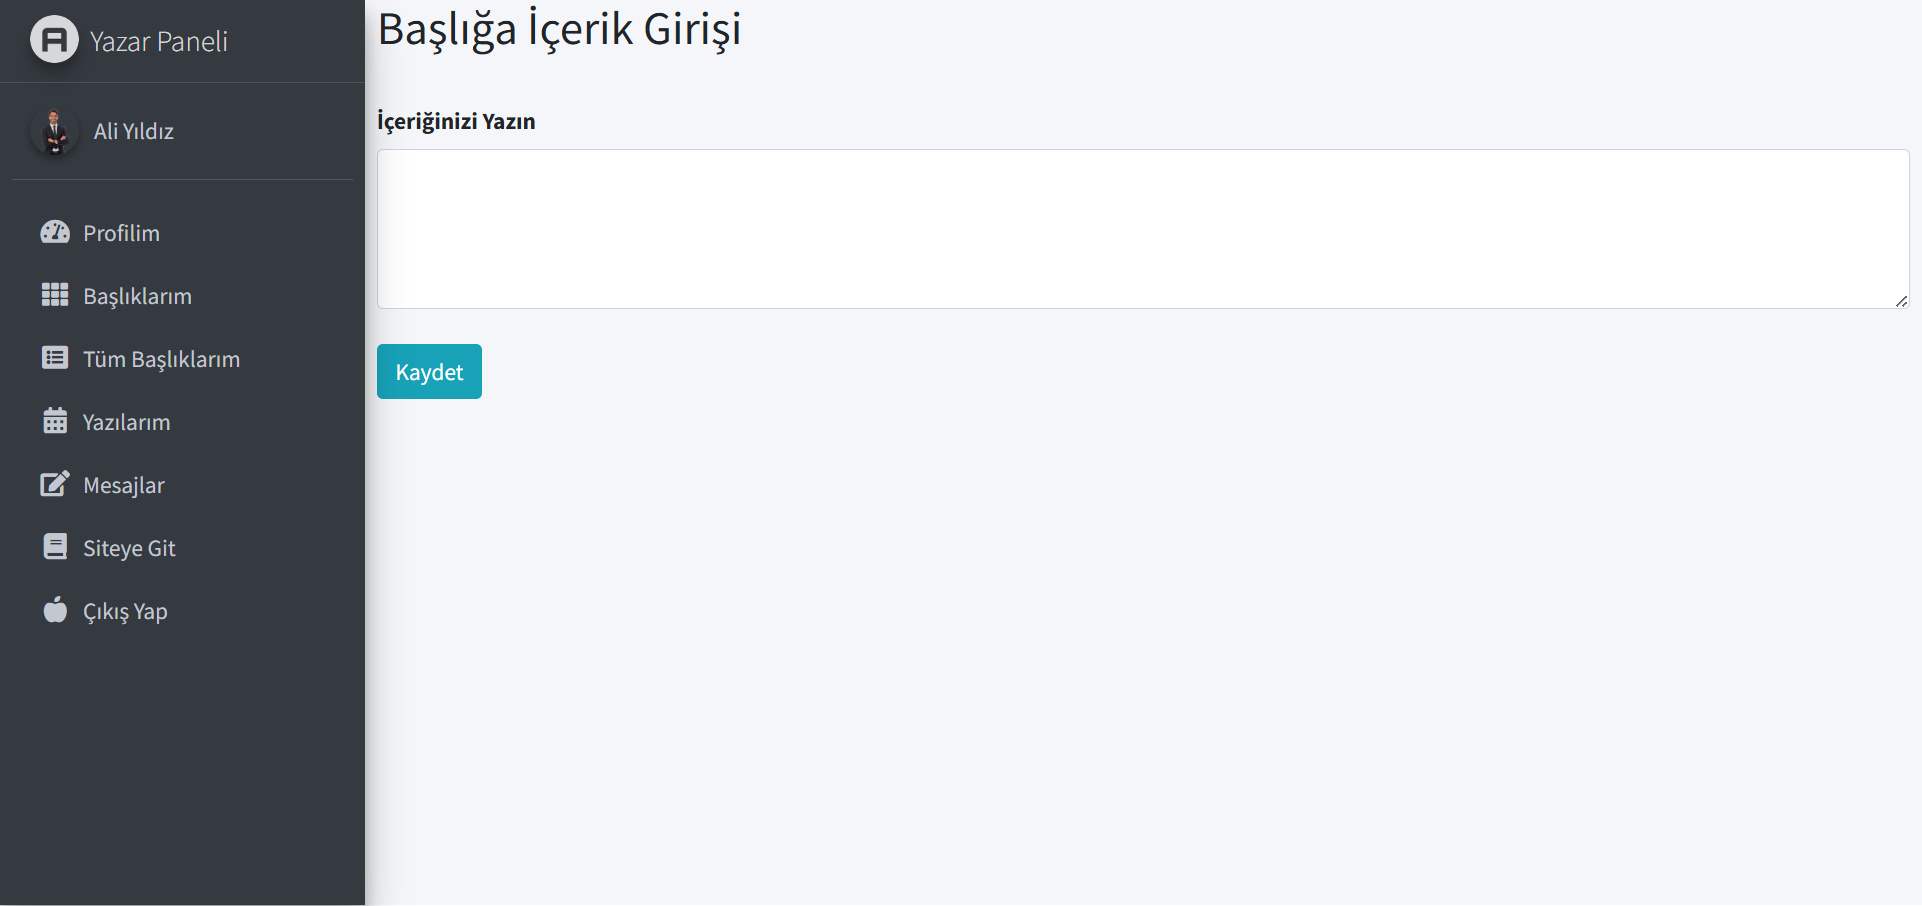 Yazar Paneli
Ali Yıldız
Profilim
Başlıklarım
Tüm Başlıklarım
Yazılarım
Mesajlar
Siteye Git
Çıkış Yap
Başlığa İçerik Girişi
İçeriğinizi Yazın
Kaydet